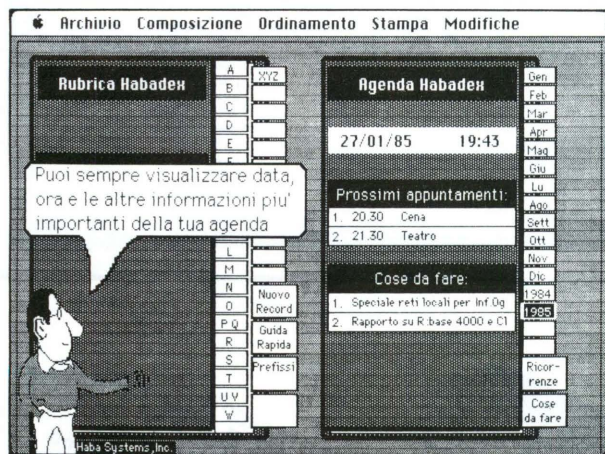 Archivio Composizione Ordinamento Stampa Modifiche
Rubrica Habadex
A
B
C
D
E
L
M
N
O
P Q
R
S
T
U V
W
XYZ
Nuovo
Record
Guida
Rapida
Prefissi
Puoi sempre visualizzare data,
ora e le altre informazioni piu'
importanti della tua agenda
Haba Systems, Inc.
Agenda Habadex
27/01/85 19:43
Prossimi appuntamenti:
1. 20.30 Cena
2. 21.30 Teatro
Cose da fare:
1. Speciale reti locali per Inf.Og
2. Rapporto su R:base 4000 e Cl
Gen
Feb
Mar
Apr
Mag
Giu
Lu
Ago
Sett
Ott
Nov
Dic
1984
1985
Ricor-
renze
Cose
da fare